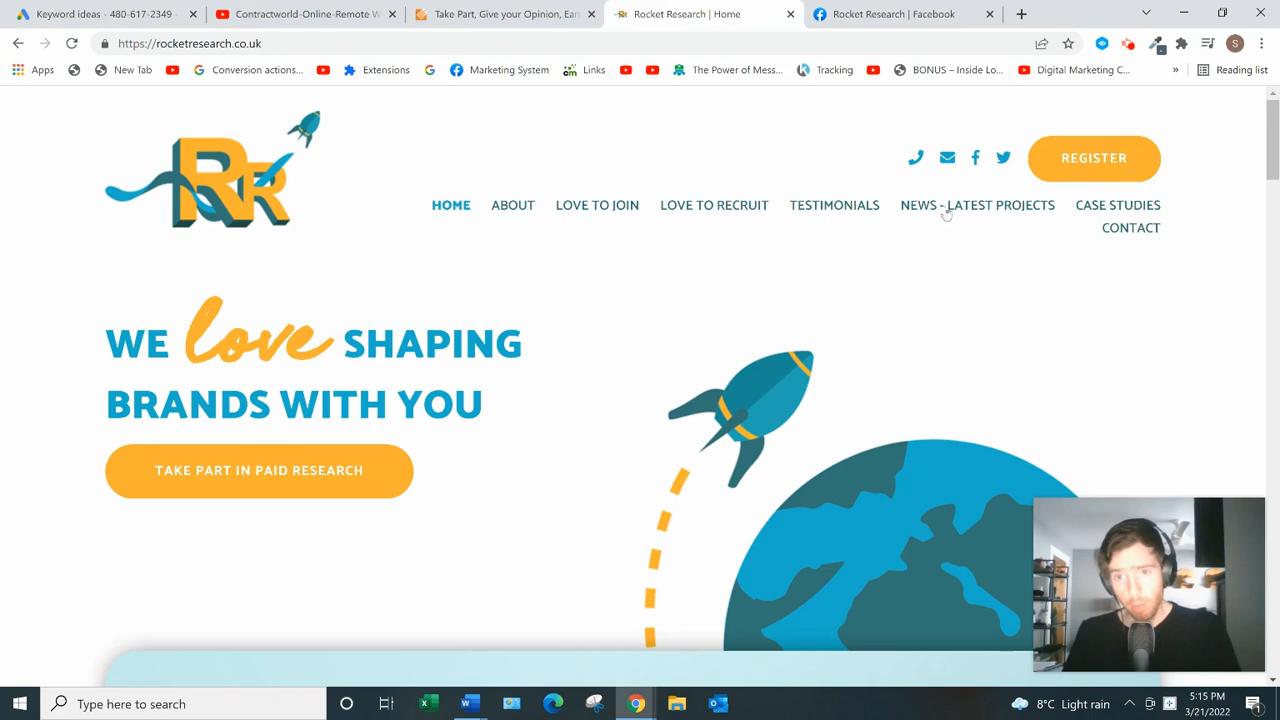 Keyword ideas - 480-617-2349
Contractworld-Online-Remote W
Take Part, Give your Opinion, Earn
Rocket Research | Home
Rocket Research | Facebook
https://rocketresearch.co.uk
Apps
New Tab
Conversion actions...
Extensions
Marketing System
Links
The Power of Mess...
Tracking
BONUS – Inside Lo...
Digital Marketing C...
»
Reading list
S
RR
REGISTER
HOME
ABOUT
LOVE TO JOIN
LOVE TO RECRUIT
TESTIMONIALS
NEWS - LATEST PROJECTS
CASE STUDIES
CONTACT
WE love SHAPING
BRANDS WITH YOU
TAKE PART IN PAID RESEARCH
Type here to search
8°C Light rain
5:15 PM
3/21/2022
1